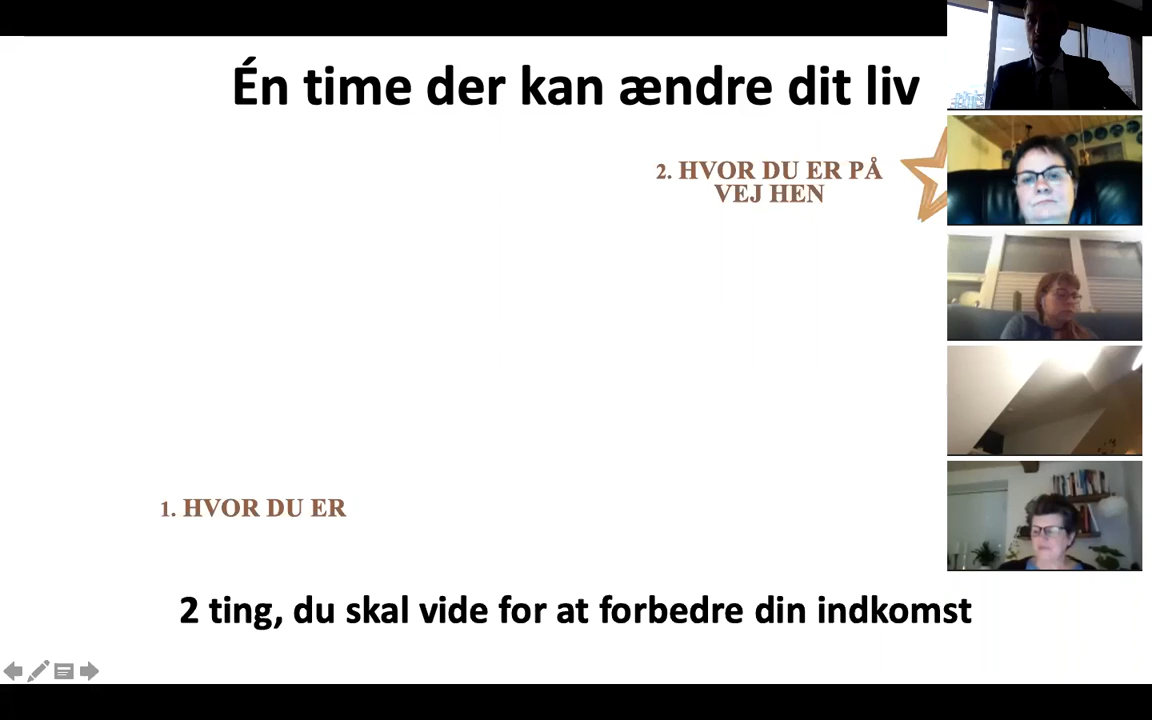 Én time der kan ændre dit liv
2. HVOR DU ER PÅ
VEJ HEN
1. HVOR DU ER
2 ting, du skal vide for at forbedre din indkomst